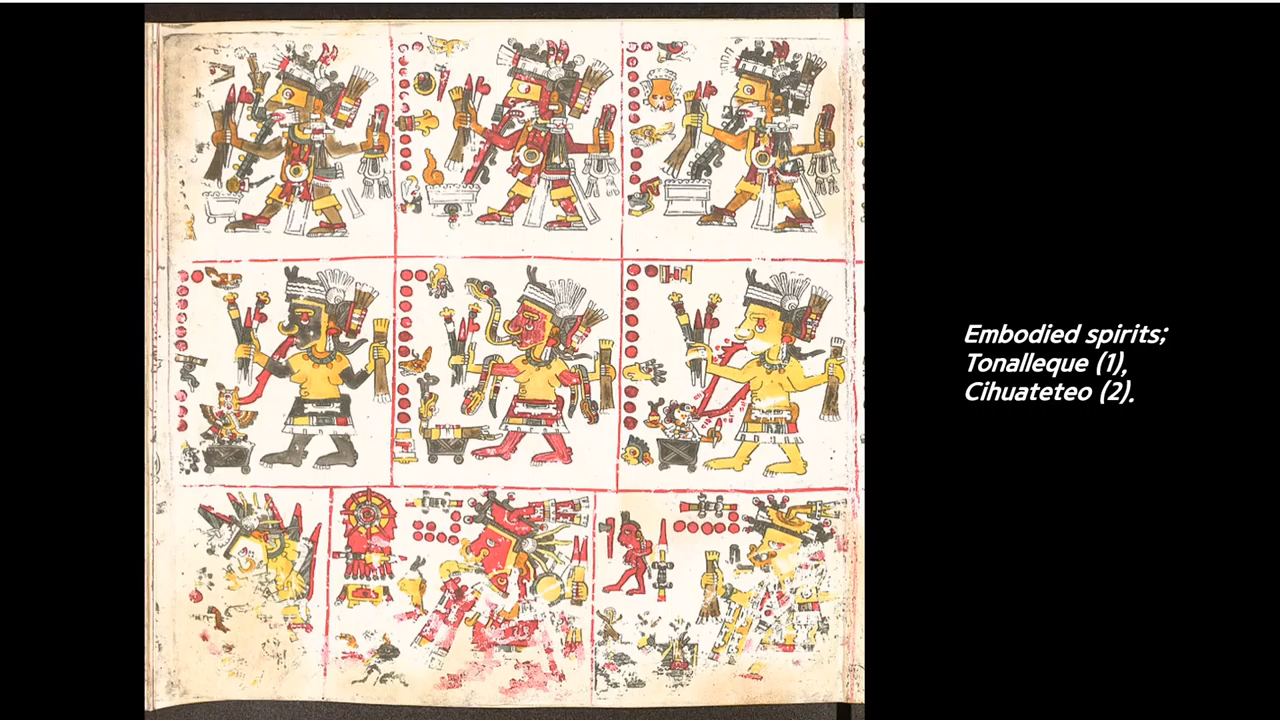 Embodied spirits;
Tonalleque (1),
Cihuateteo (2).